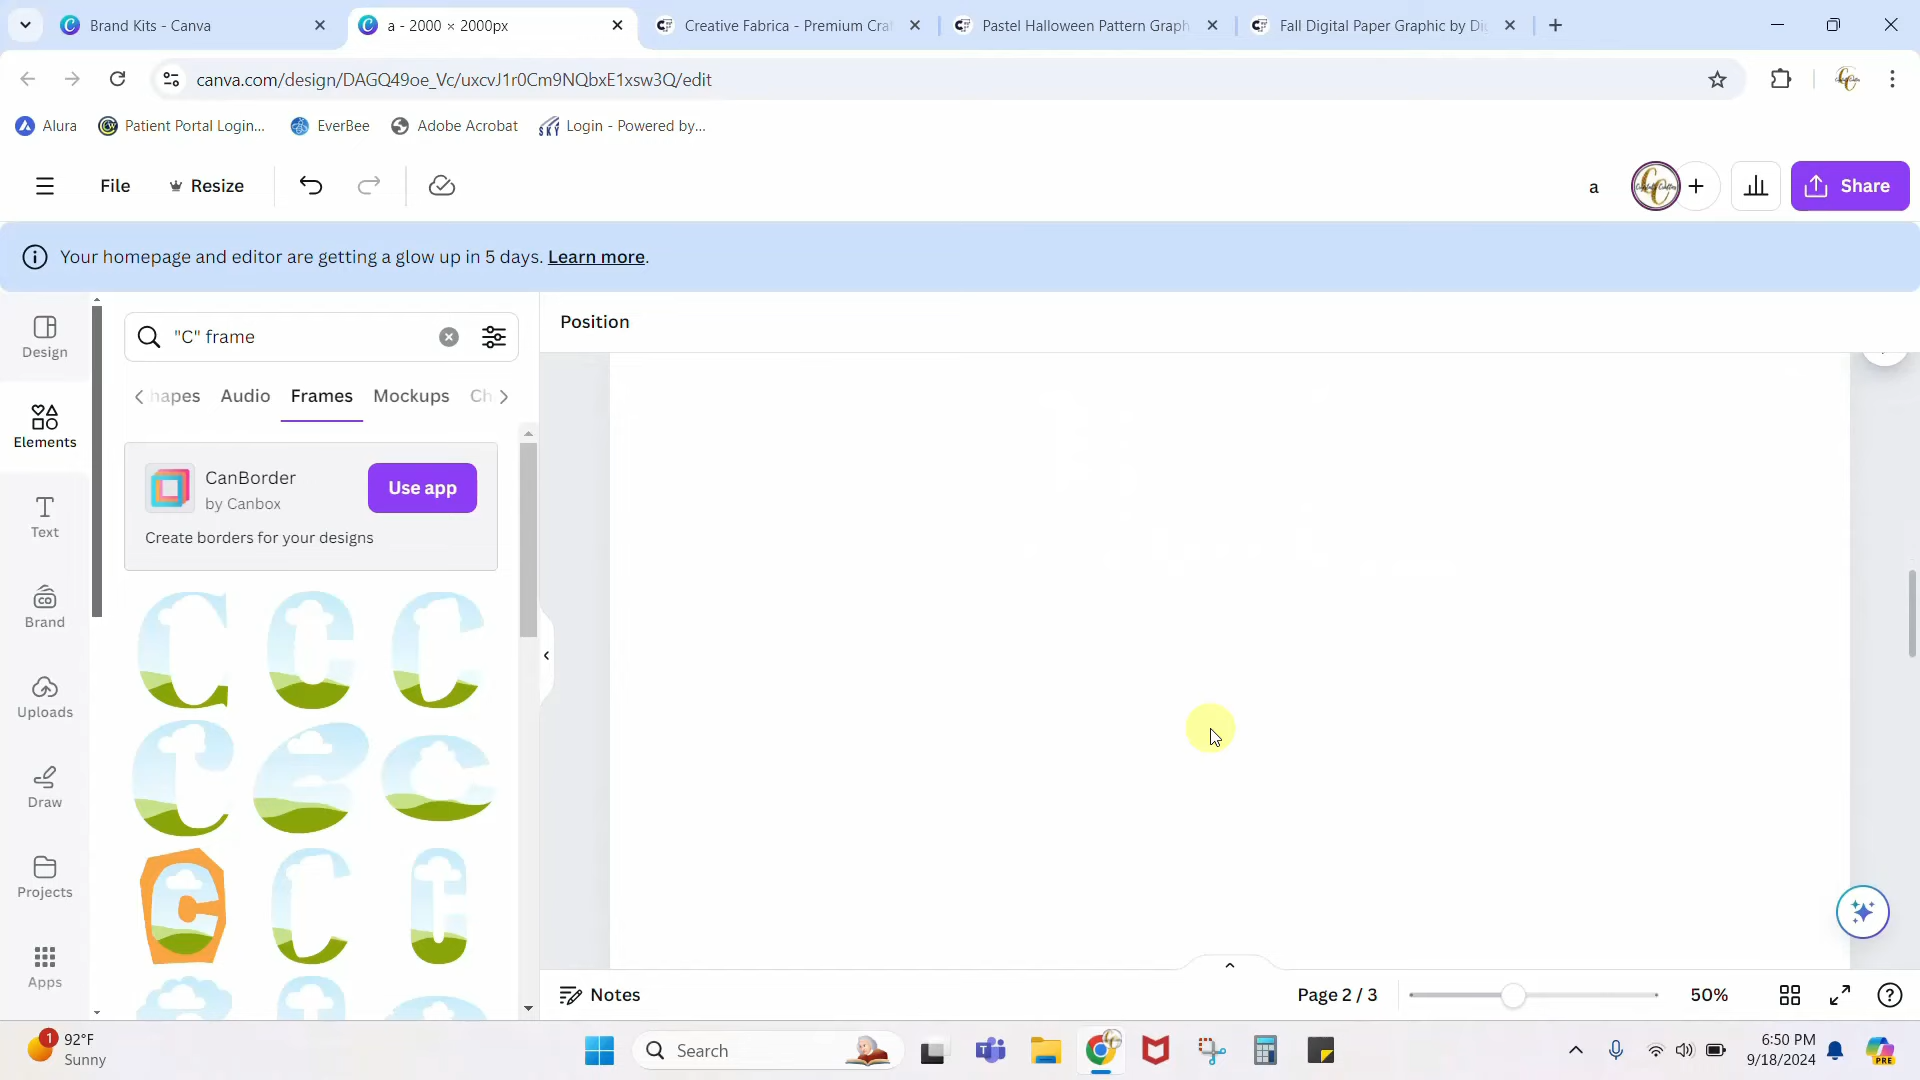 Brand Kits - Canva
a - 2000 × 2000px
Creative Fabrica - Premium Cra
Pastel Halloween Pattern Graph
Fall Digital Paper Graphic by Di
canva.com/design/DAGQ49oe_Vc/uxcvJ1r0Cm9NQbxE1xsw3Q/edit
Alura
Patient Portal Login...
EverBee
Adobe Acrobat
Login - Powered by...
File
Resize
a
Share
Your homepage and editor are getting a glow up in 5 days. Learn more.
Design
Elements
Text
Brand
Uploads
Draw
Projects
Apps
"C" frame
hapes
Audio
Frames
Mockups
Ch
CanBorder
by Canbox
Use app
Create borders for your designs
Position
Notes
Page 2 / 3
50%
1
92°F
Sunny
Search
6:50 PM
9/18/2024
PRE